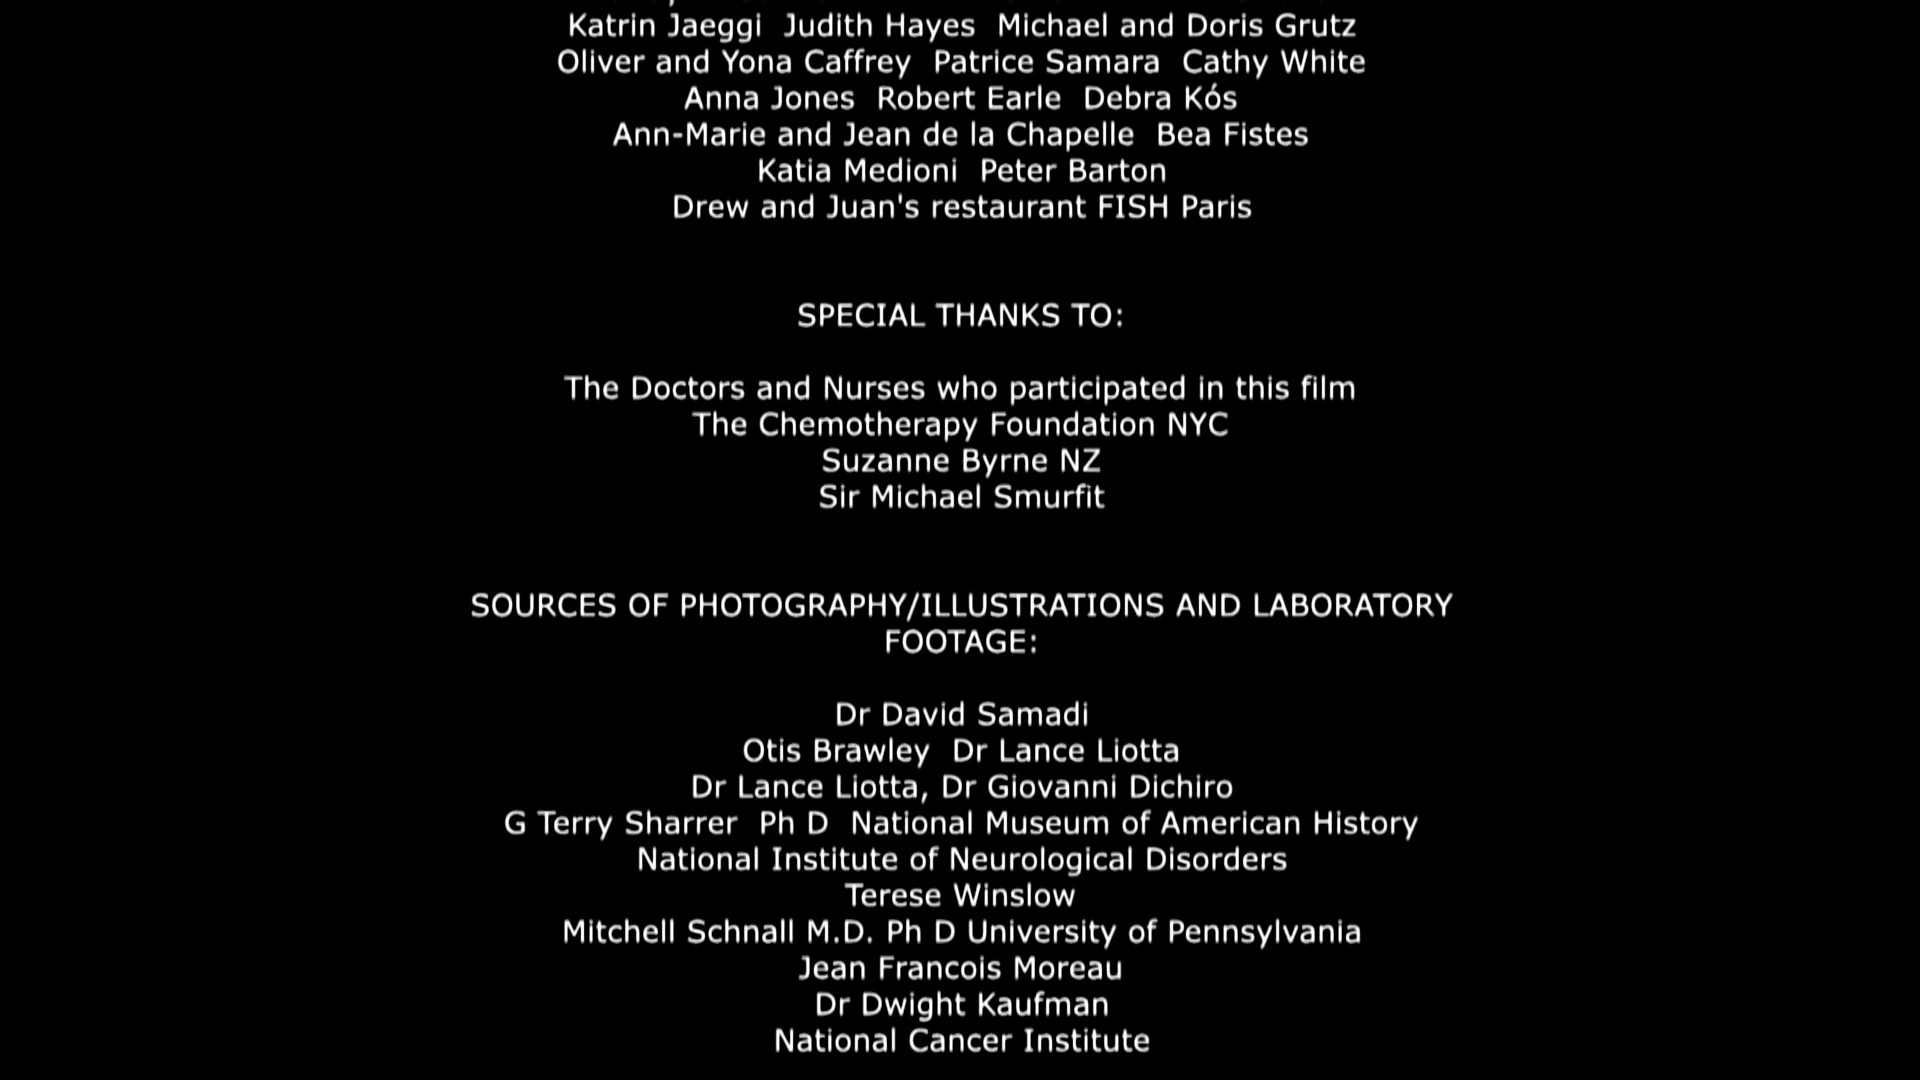 Katrin Jaeggi  Judith Hayes  Michael and Doris Grutz
Oliver and Yona Caffrey  Patrice Samara  Cathy White
Anna Jones  Robert Earle  Debra Kós
Ann-Marie and Jean de la Chapelle  Bea Fistes
Katia Medioni  Peter Barton
Drew and Juan's restaurant FISH Paris
SPECIAL THANKS TO:
The Doctors and Nurses who participated in this film
The Chemotherapy Foundation NYC
Suzanne Byrne NZ
Sir Michael Smurfit
SOURCES OF PHOTOGRAPHY/ILLUSTRATIONS AND LABORATORY
FOOTAGE:
Dr David Samadi
Otis Brawley  Dr Lance Liotta
Dr Lance Liotta, Dr Giovanni Dichiro
G Terry Sharrer  Ph D  National Museum of American History
National Institute of Neurological Disorders
Terese Winslow
Mitchell Schnall M.D. Ph D University of Pennsylvania
Jean Francois Moreau
Dr Dwight Kaufman
National Cancer Institute